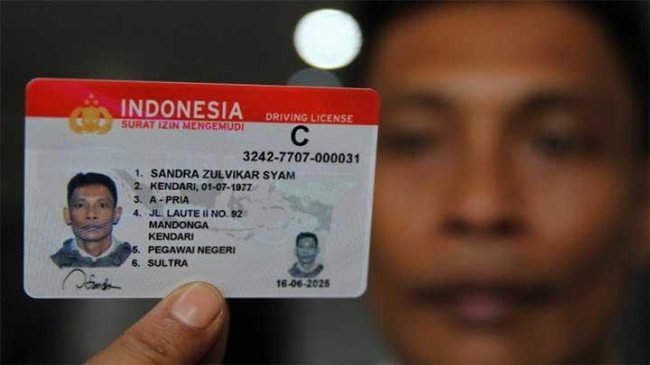 INDONESIA
SURAT IZIN MENGEMUDI
DRIVING LICENSE
C
3242-7707-000031
1. SANDRA ZULVIKAR SYAM
2. KENDARI, 01-07-1977
3. A - PRIA
4. JL. LAUTE II NO. 92
MANDONGA
KENDARI
5. PEGAWAI NEGERI
6. SULTRA
16-06-2025